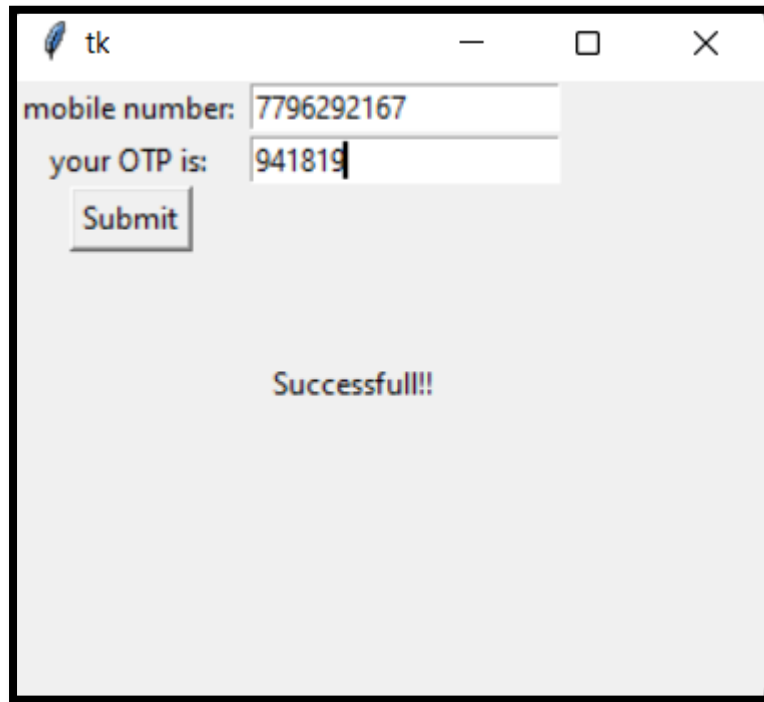 tk
mobile number: 7796292167
your OTP is: 941819
Submit
Successfull!!